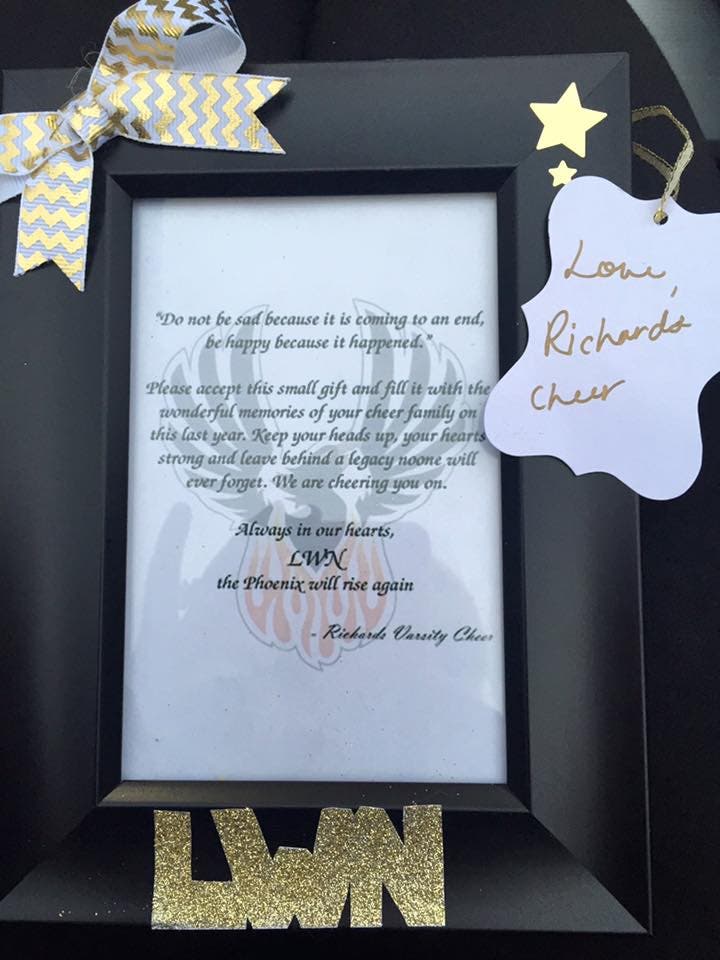 "Do not be sad because it is coming to an end,
be happy because it happened."
Please accept this small gift and fill it with the
wonderful memories of your cheer family on
this last year. Keep your heads up, your hearts
strong and leave behind a legacy noone will
ever forget. We are cheering you on.
Always in our hearts,
LWN
the Phoenix will rise again
- Richards Varsity Cheer
Love,
Richards
Cheer
LWN